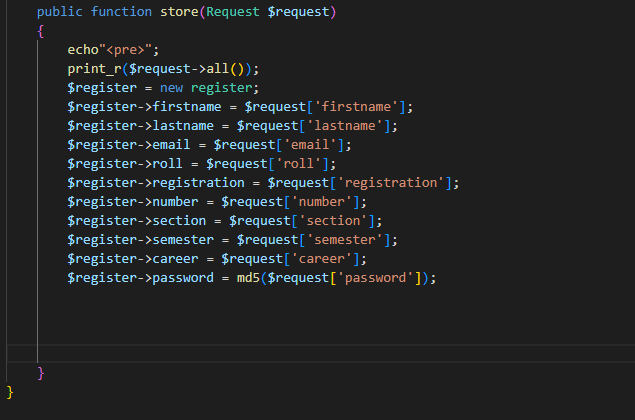 public function store(Request $request)
{
echo"<pre>";
print_r($request->all());
$register = new register;
$register->firstname = $request['firstname'];
$register->lastname = $request['lastname'];
$register->email = $request['email'];
$register->roll = $request['roll'];
$register->registration = $request['registration'];
$register->number = $request['number'];
$register->section = $request['section'];
$register->semester = $request['semester'];
$register->career = $request['career'];
$register->password = md5($request['password']);
}
}